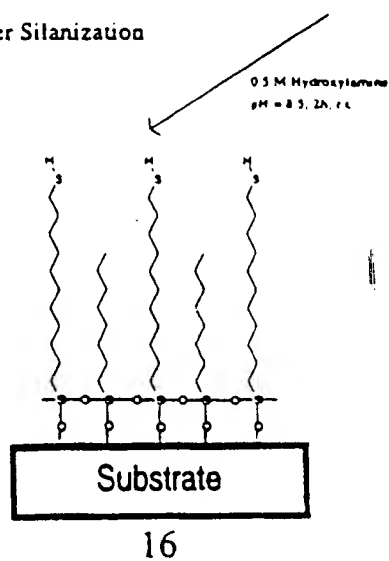 er Silanization
0.5 M Hydroxylamine
pH = 8.5, 2h, r.t.
H H H
S S S
Substrate
16